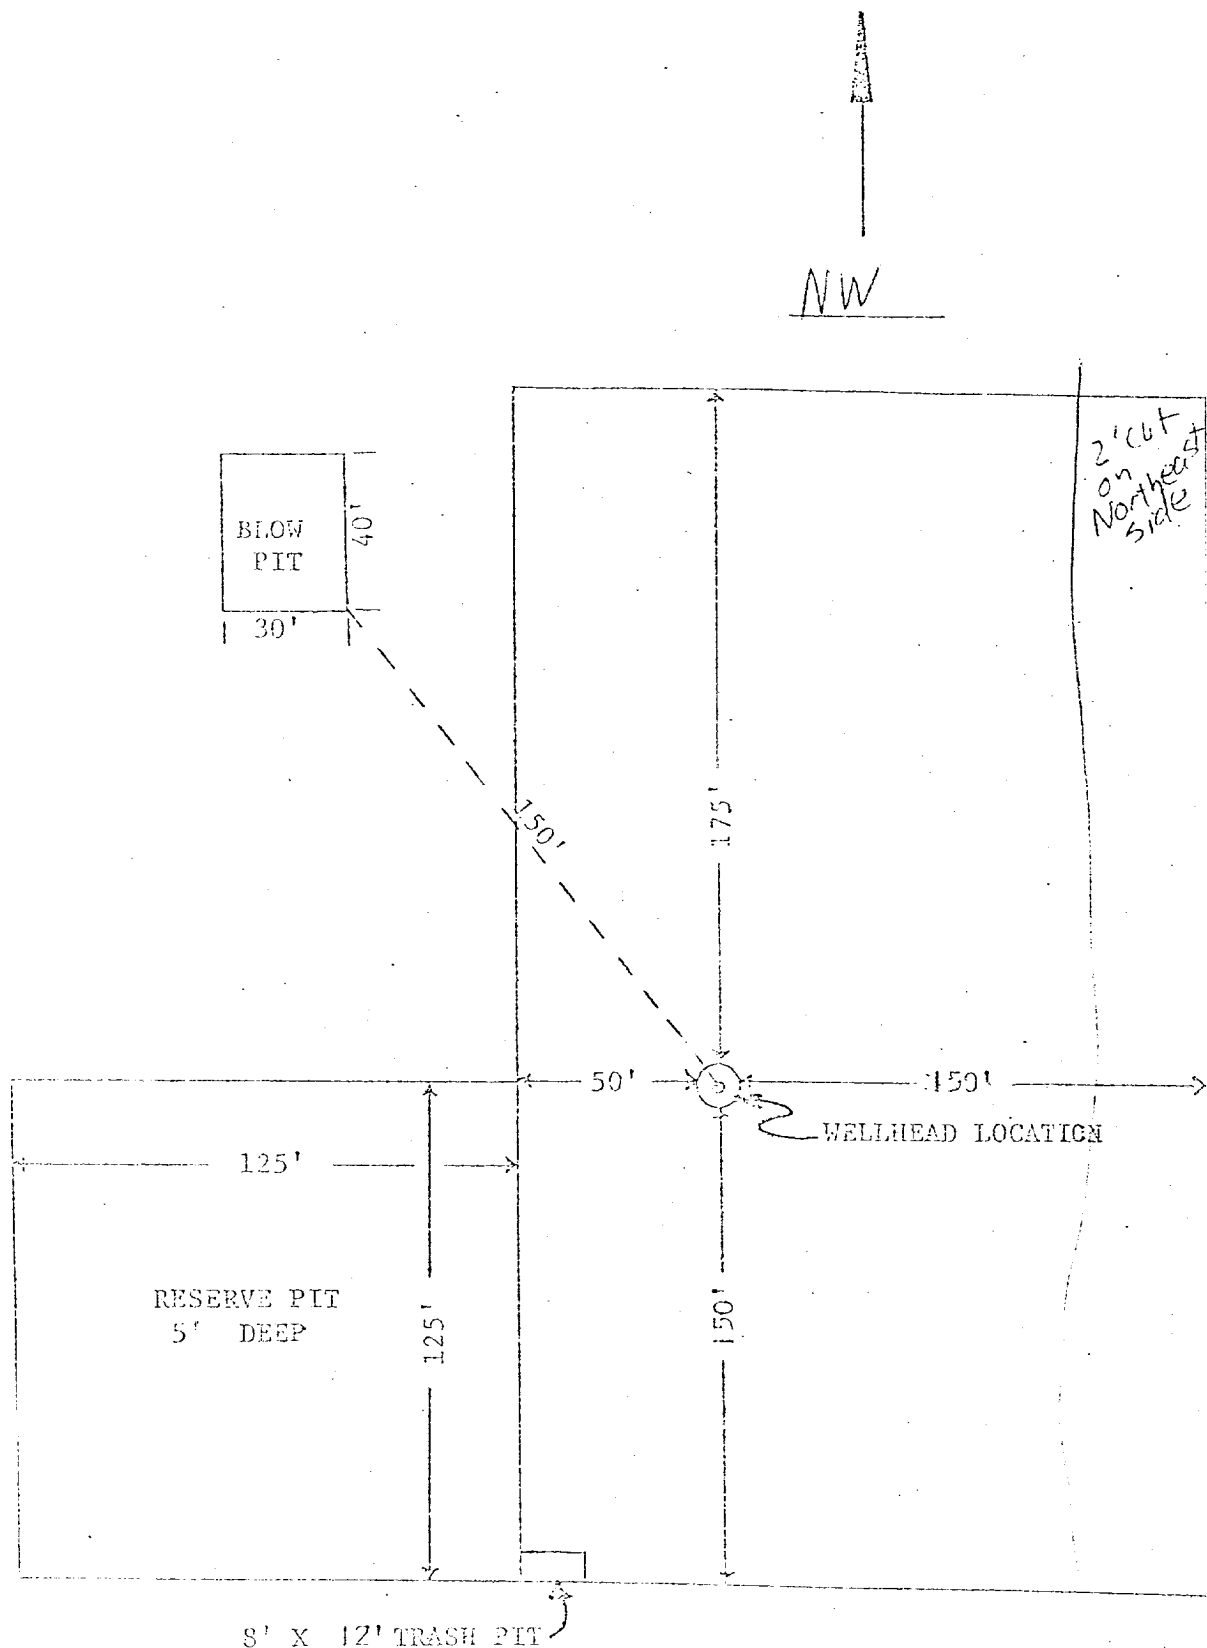 NW
2' Cut
on
Northeast
side
BLOW
PIT
40'
30'
150'
175'
50'
150'
WELLHEAD LOCATION
125'
RESERVE PIT
5' DEEP
125'
150'
8' X 12' TRASH PIT